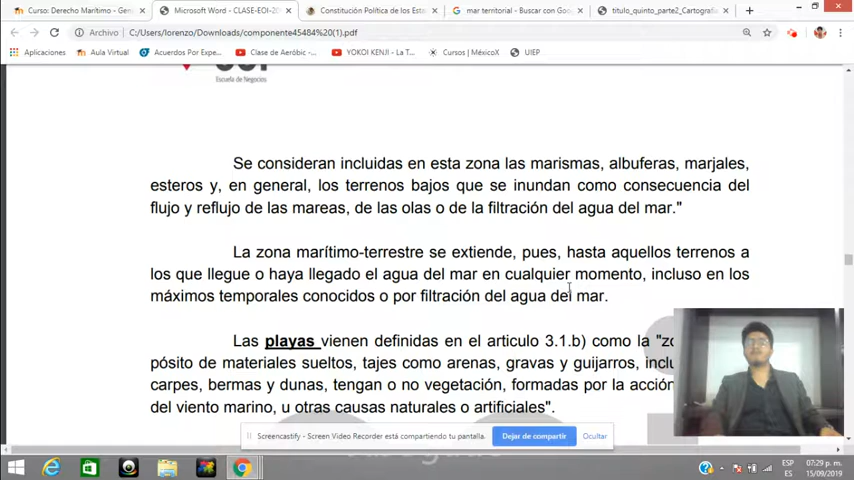 Curso: Derecho Marítimo - Gen
Microsoft Word - CLASE-EOI-20
Constitución Política de los Esta
mar territorial - Buscar con Goo
titulo_quinto_parte2_Cartografia
Archivo
C:/Users/lorenzo/Downloads/componente45484 (1).pdf
Aplicaciones
Aula Virtual
Acuerdos Por Expe...
Clase de Aeróbic -...
YOKOI KENJI - La T...
Cursos | MéxicoX
UIEP
Escuela de Negocios
Se consideran incluidas en esta zona las marismas, albuferas, marjales,
esteros y, en general, los terrenos bajos que se inundan como consecuencia del
flujo y reflujo de las mareas, de las olas o de la filtración del agua del mar."
La zona marítimo-terrestre se extiende, pues, hasta aquellos terrenos a
los que llegue o haya llegado el agua del mar en cualquier momento, incluso en los
máximos temporales conocidos o por filtración del agua del mar.
Las playas vienen definidas en el articulo 3.1.b) como la "zo
pósito de materiales sueltos, tajes como arenas, gravas y guijarros, inclu
carpes, bermas y dunas, tengan o no vegetación, formadas por la acción
del viento marino, u otras causas naturales o artificiales".
Screencastify - Screen Video Recorder está compartiendo tu pantalla.
Dejar de compartir
Ocultar
ESP
ES
07:29 p. m.
15/09/2019